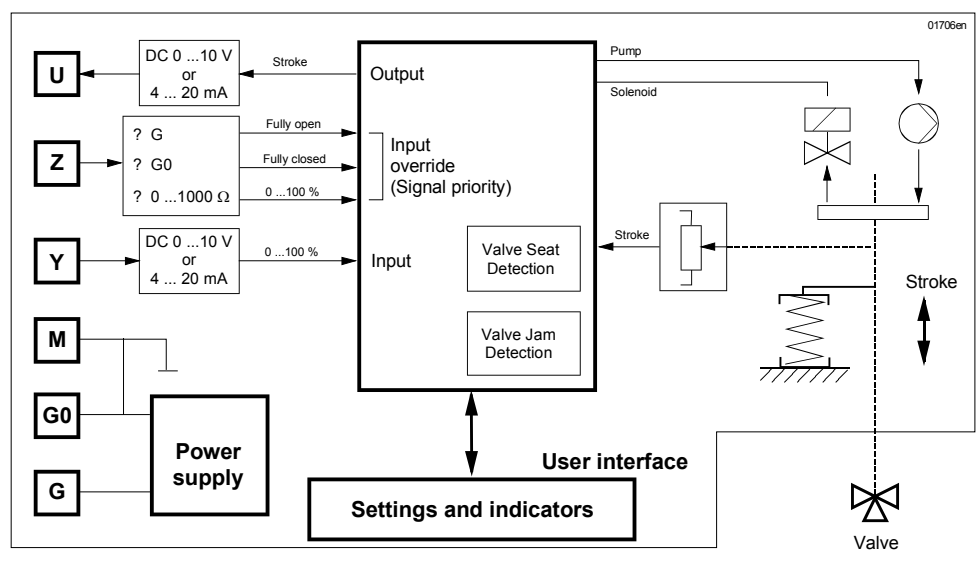 01706en
U
DC 0 ...10 V
or
4 ... 20 mA
Stroke
Output
Pump
Solenoid
Z
? G
? G0
? 0 ...1000 Ω
Fully open
Fully closed
0 ...100 %
Input
override
(Signal priority)
Y
DC 0 ...10 V
or
4 ... 20 mA
0 ...100 %
Input
Valve Seat
Detection
Stroke
Stroke
Valve Jam
Detection
M
G0
G
Power
supply
User interface
Settings and indicators
Valve